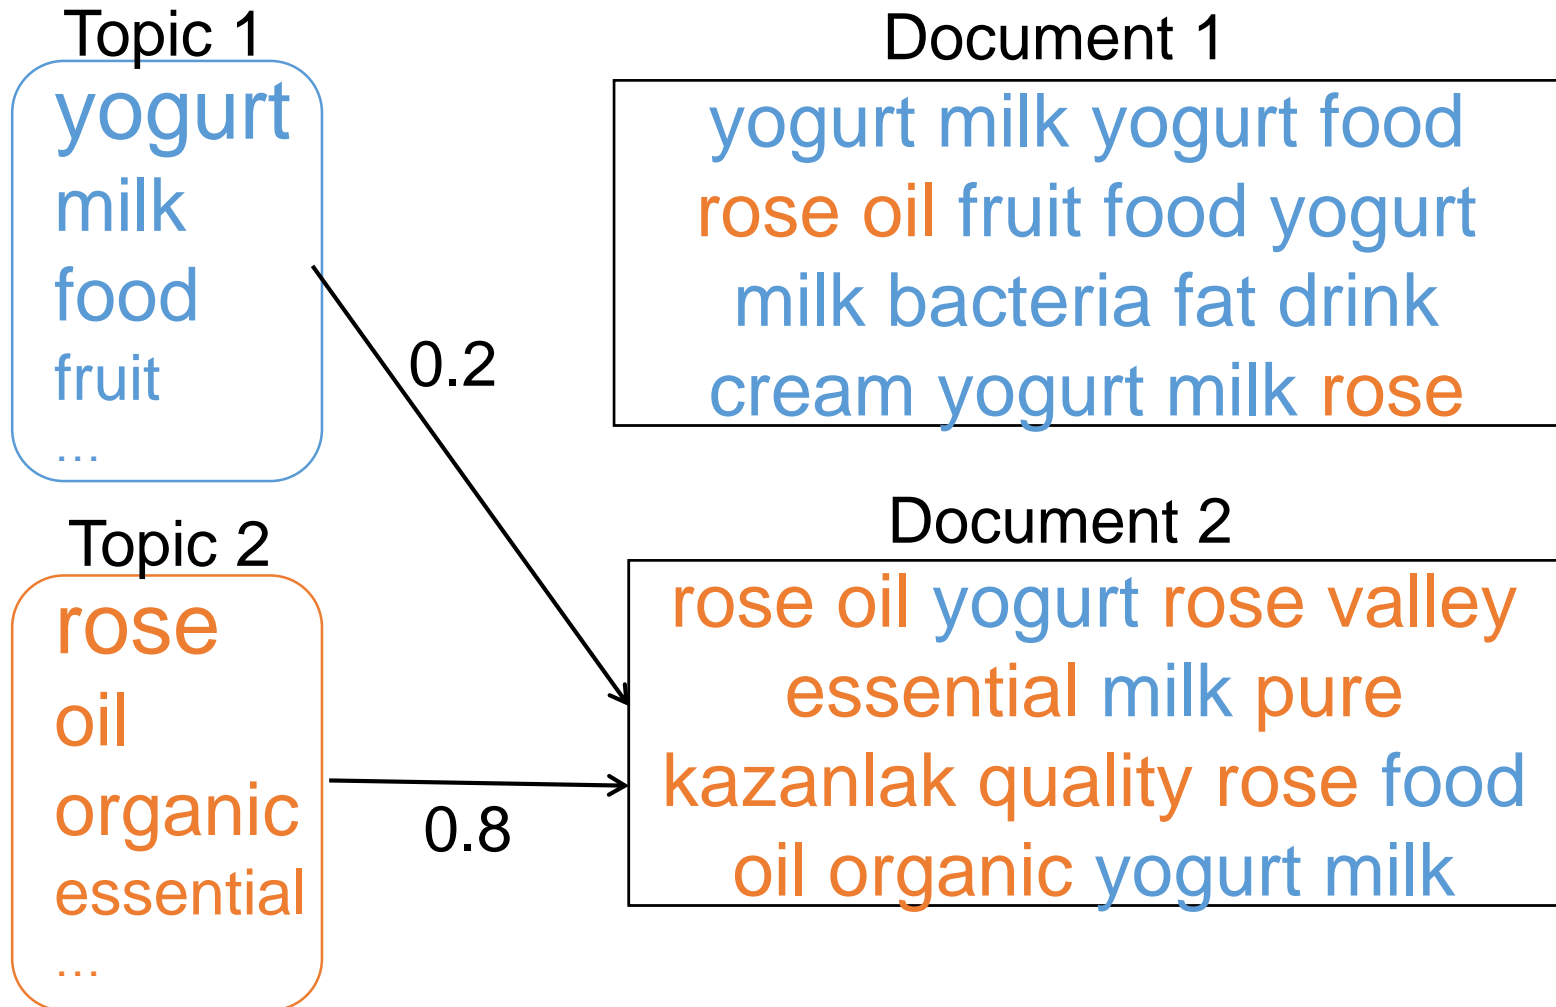 Topic 1
yogurt
milk
food
fruit
…
Topic 2
rose
oil
organic
essential
…
0.2
0.8
Document 1
yogurt milk yogurt food
rose oil fruit food yogurt
milk bacteria fat drink
cream yogurt milk rose
Document 2
rose oil yogurt rose valley
essential milk pure
kazanlak quality rose food
oil organic yogurt milk